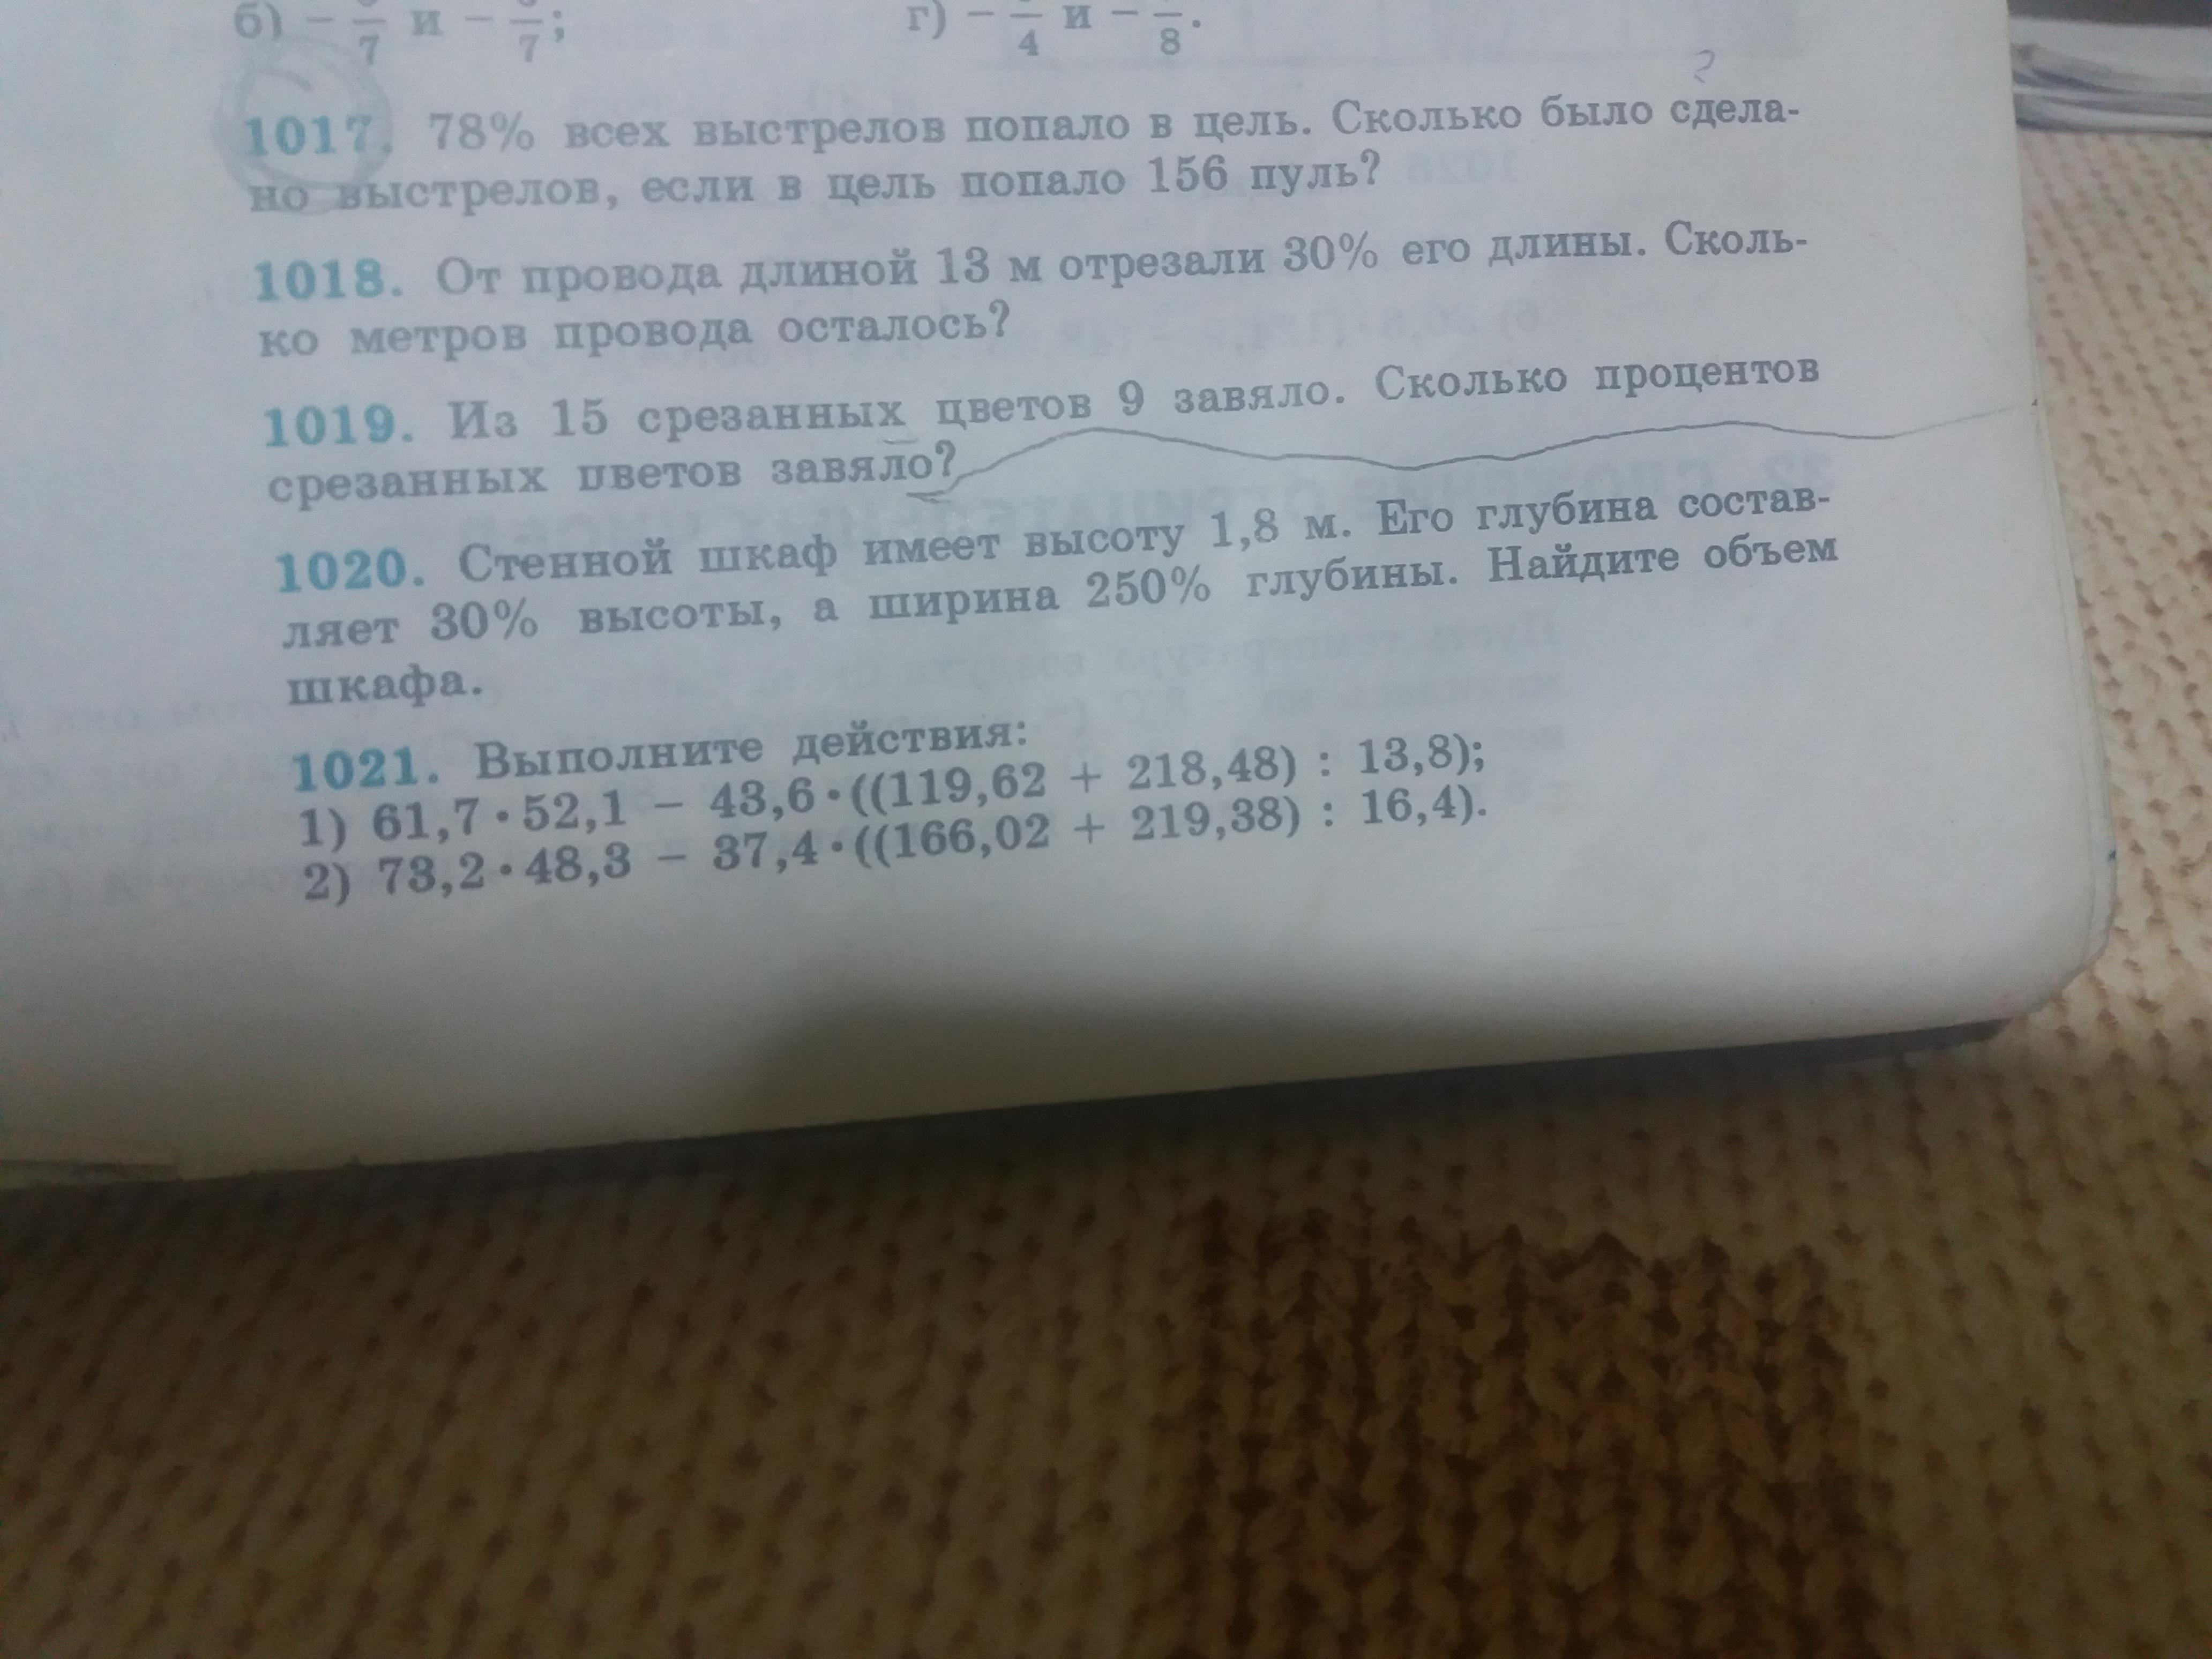 б) − /7 и − /7;
г) − /4 и − /8.
?
1017. 78% всех выстрелов попало в цель. Сколько было сдела-
но выстрелов, если в цель попало 156 пуль?
1018. От провода длиной 13 м отрезали 30% его длины. Сколь-
ко метров провода осталось?
1019. Из 15 срезанных цветов 9 завяло. Сколько процентов
срезанных цветов завяло?
1020. Стенной шкаф имеет высоту 1,8 м. Его глубина состав-
ляет 30% высоты, а ширина 250% глубины. Найдите объем
шкафа.
1021. Выполните действия:
1) 61,7 · 52,1 − 43,6 · ((119,62 + 218,48) : 13,8);
2) 73,2 · 48,3 − 37,4 · ((166,02 + 219,38) : 16,4).